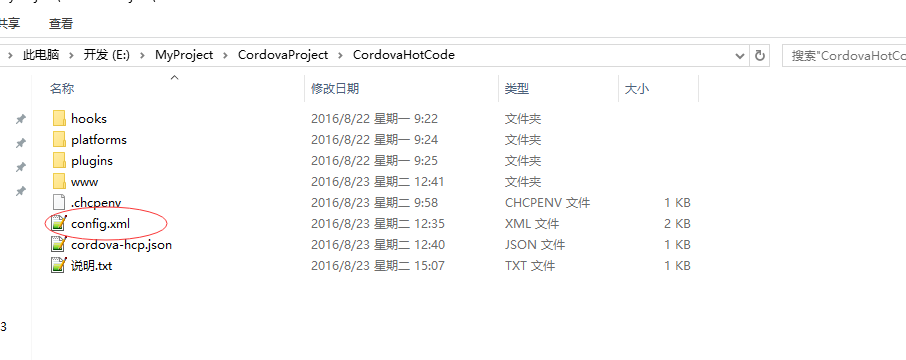 共享 查看
此电脑 > 开发 (E:) > MyProject > CordovaProject > CordovaHotCode 搜索"CordovaHotCo
名称 修改日期 类型 大小
hooks 2016/8/22 星期一 9:22 文件夹
platforms 2016/8/22 星期一 9:24 文件夹
plugins 2016/8/22 星期一 9:25 文件夹
www 2016/8/23 星期二 12:41 文件夹
.chcpenv 2016/8/23 星期二 9:58 CHCPENV 文件 1 KB
config.xml 2016/8/23 星期二 12:35 XML 文件 2 KB
cordova-hcp.json 2016/8/23 星期二 12:40 JSON 文件 1 KB
说明.txt 2016/8/23 星期二 15:07 TXT 文件 1 KB
3